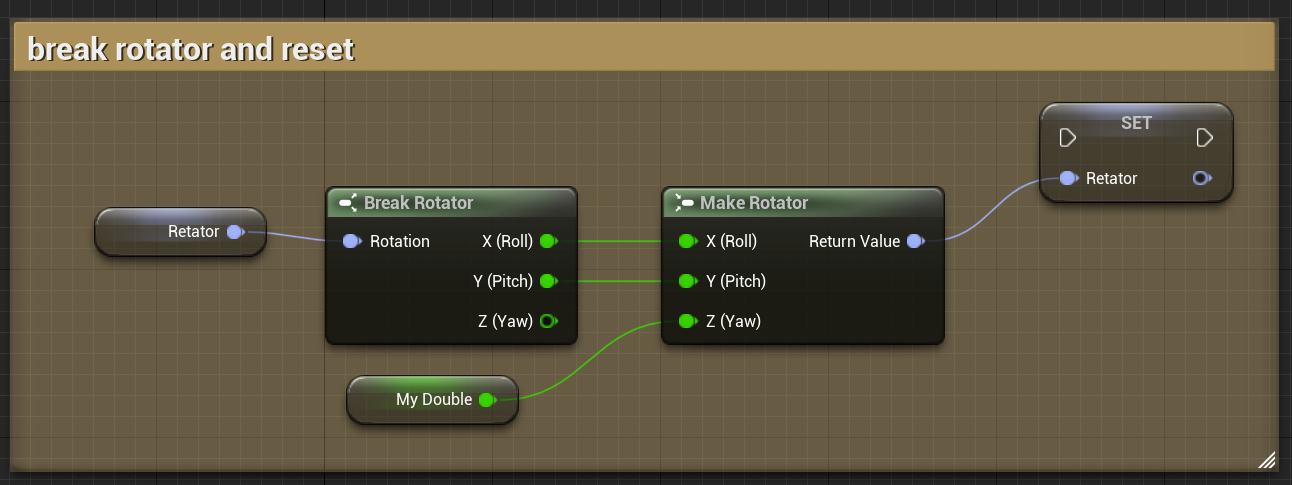 break rotator and reset
SET
Retator
Break Rotator
Make Rotator
Retator
Rotation
X (Roll)
X (Roll)
Return Value
Y (Pitch)
Y (Pitch)
Z (Yaw)
Z (Yaw)
My Double